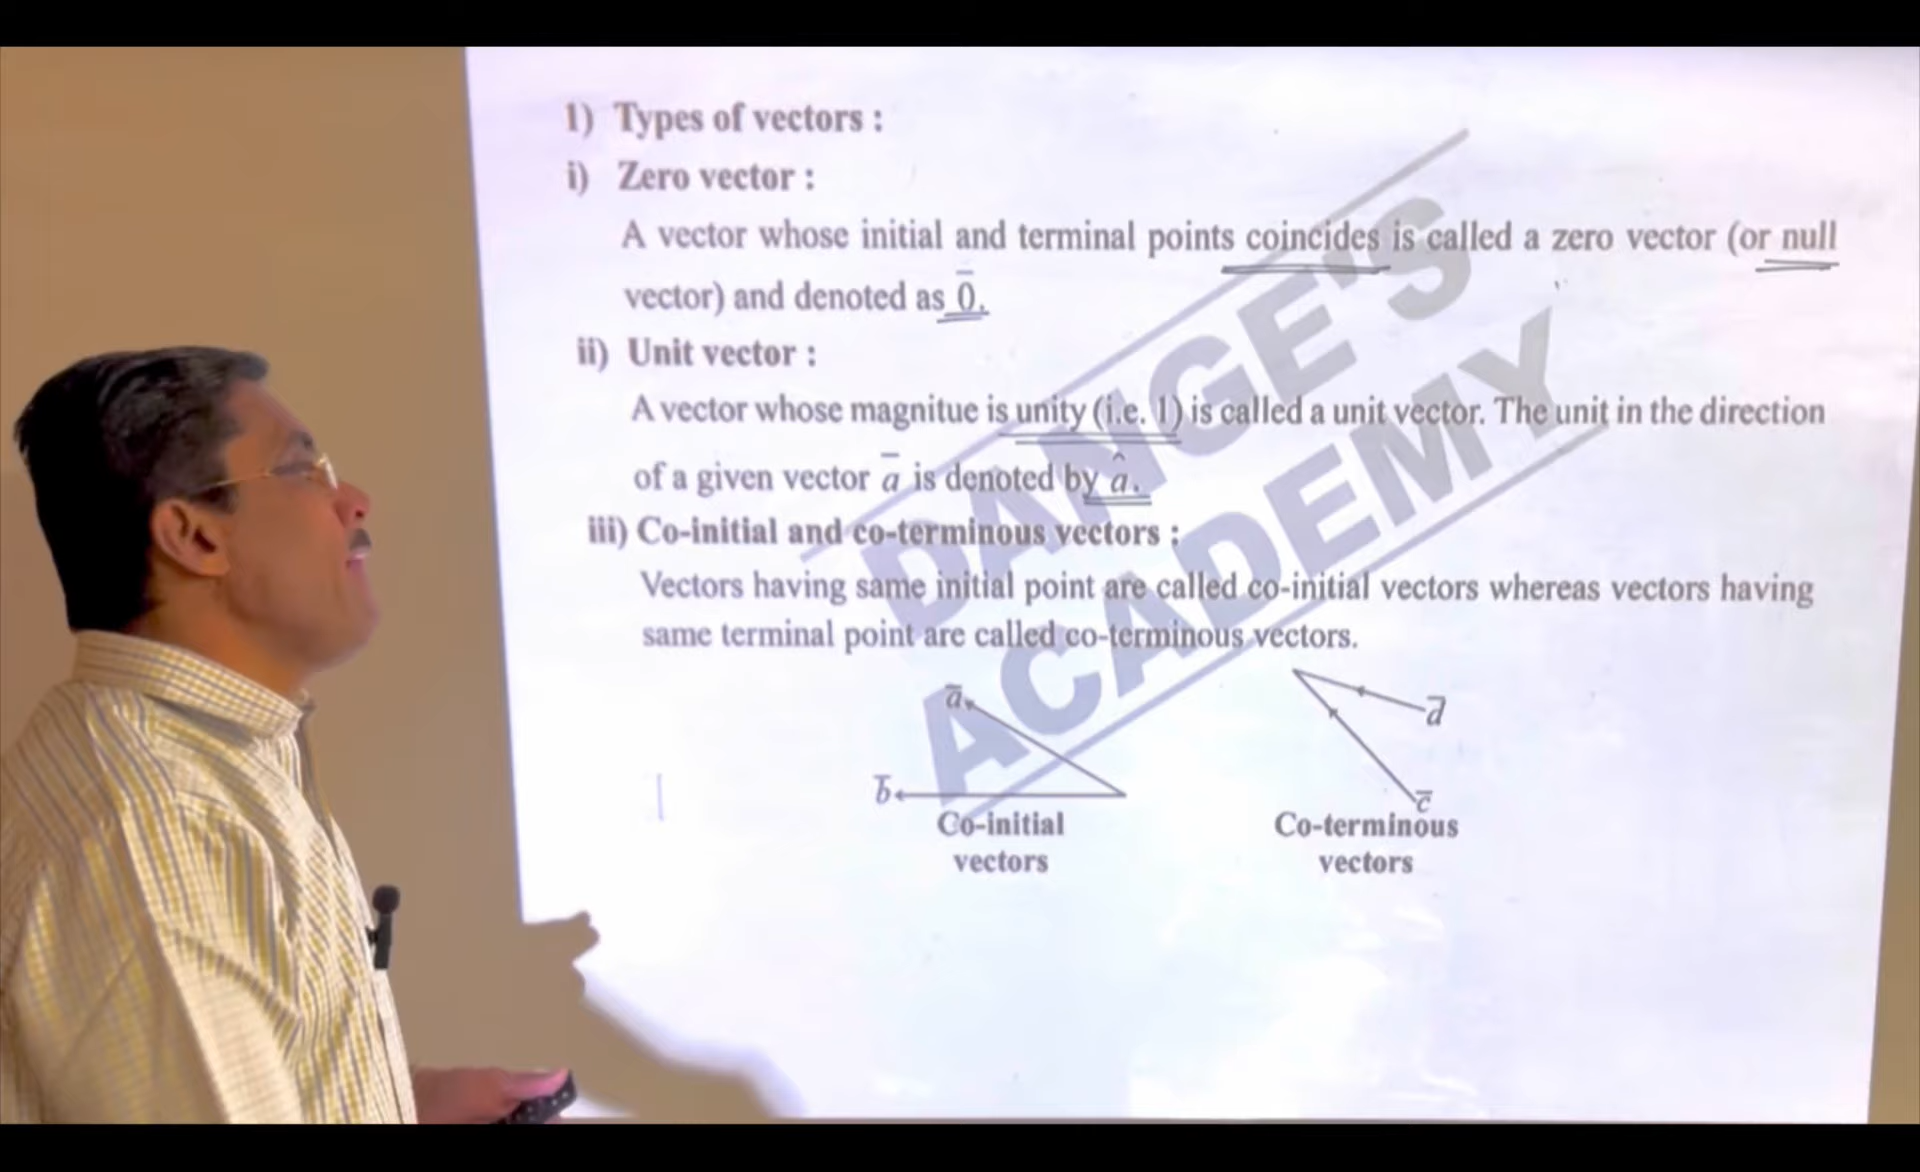 1) Types of vectors :
i) Zero vector :
A vector whose initial and terminal points coincides is called a zero vector (or null
vector) and denoted as 0̅.
ii) Unit vector :
A vector whose magnitue is unity (i.e. 1) is called a unit vector. The unit in the direction
of a given vector a̅ is denoted by â.
iii) Co-initial and co-terminous vectors :
Vectors having same initial point are called co-initial vectors whereas vectors having
same terminal point are called co-terminous vectors.
a̅
d̅
b̅
c̅
Co-initial
vectors
Co-terminous
vectors
DANGE'S
ACADEMY